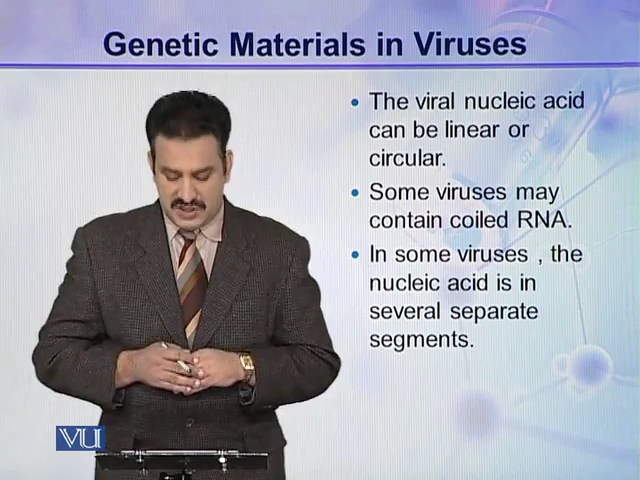 Genetic Materials in Viruses
• The viral nucleic acid
can be linear or
circular.
• Some viruses may
contain coiled RNA.
• In some viruses , the
nucleic acid is in
several separate
segments.
VU